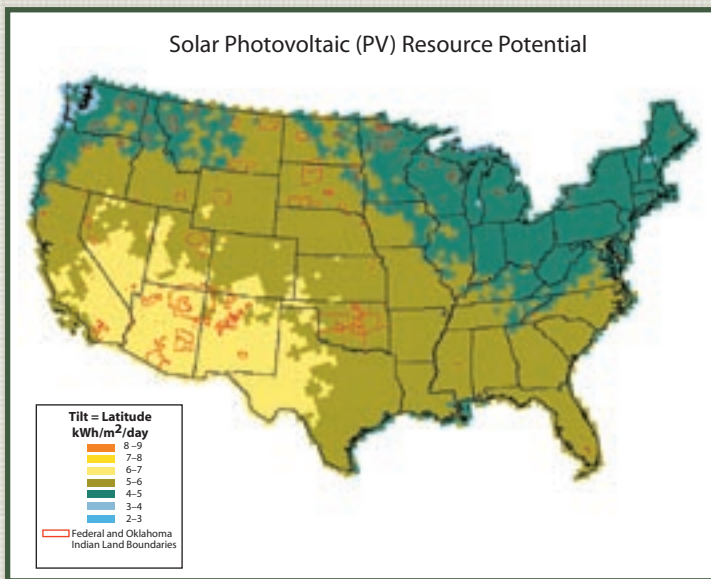 Solar Photovoltaic (PV) Resource Potential
Tilt = Latitude
kWh/m²/day
8–9
7–8
6–7
5–6
4–5
3–4
2–3
Federal and Oklahoma
Indian Land Boundaries